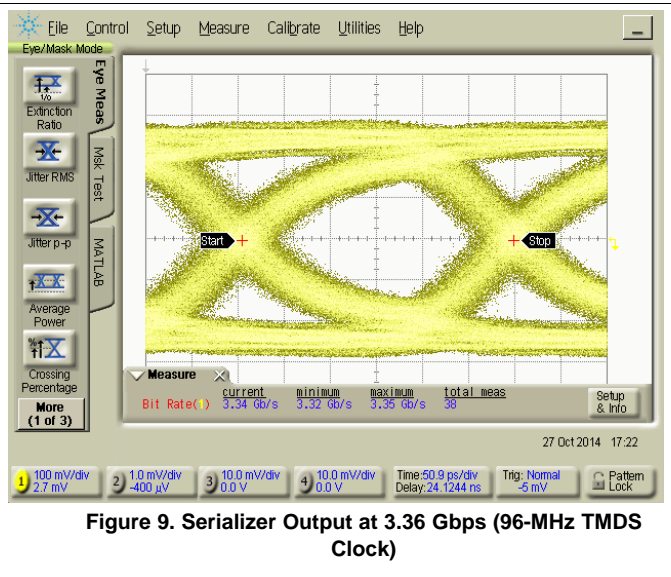 File Control Setup Measure Calibrate Utilities Help
Eye/Mask Mode
Eye Meas
Msk Test
MATLAB
1/0
Extinction
Ratio
Jitter RMS
Jitter p-p
Average
Power
%
Crossing
Percentage
More
(1 of 3)
Start
Stop
Measure
current minimum maximum total meas
Bit Rate(1) 3.34 Gb/s 3.32 Gb/s 3.35 Gb/s 38
Setup
& Info
27 Oct 2014 17:22
1 100 mV/div
2.7 mV
2 1.0 mV/div
-400 µV
3 10.0 mV/div
0.0 V
4 10.0 mV/div
0.0 V
Time:50.9 ps/div
Delay:24.1244 ns
Trig: Normal
-5 mV
Pattern
Lock
Figure 9. Serializer Output at 3.36 Gbps (96-MHz TMDS
Clock)